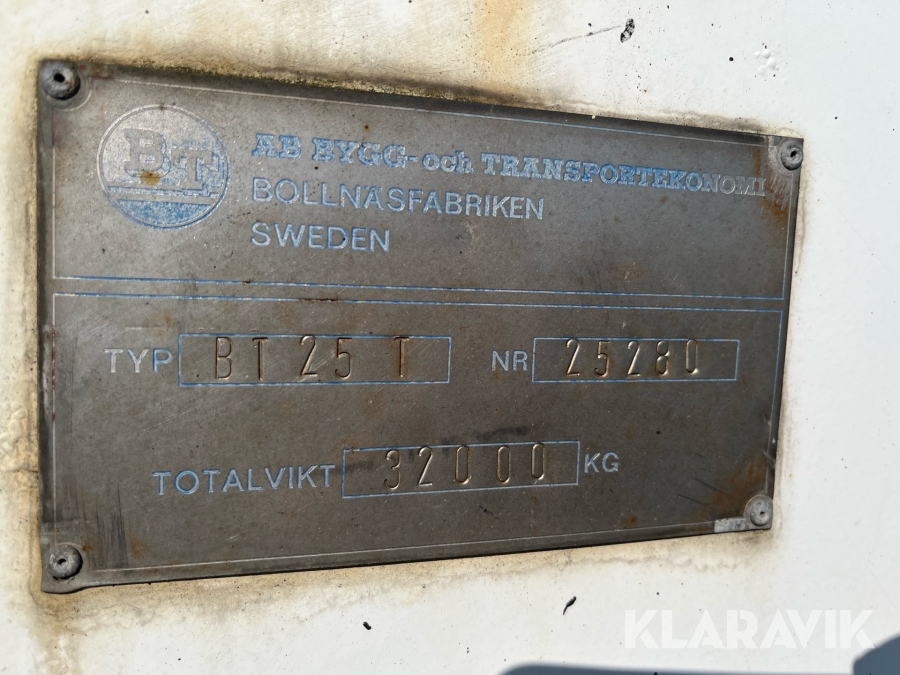 BT
AB BYGG-och TRANSPORTEKONOMI
BOLLNÄSFABRIKEN
SWEDEN
TYP BT 25 T NR 25280
TOTALVIKT 32000 KG
KLARAVIK